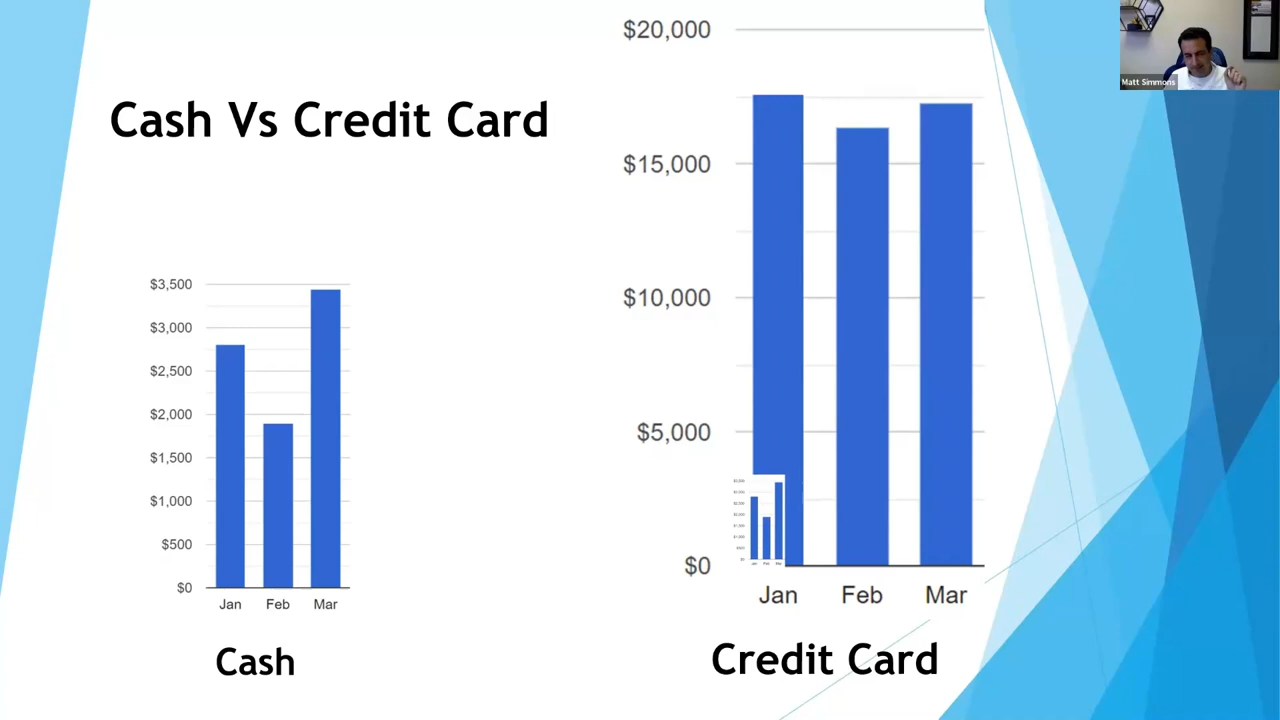 Cash Vs Credit Card
$3,500
$3,000
$2,500
$2,000
$1,500
$1,000
$500
$0
Jan Feb Mar
Cash
$20,000
$15,000
$10,000
$5,000
$0
Jan Feb Mar
Credit Card
Matt Simmons